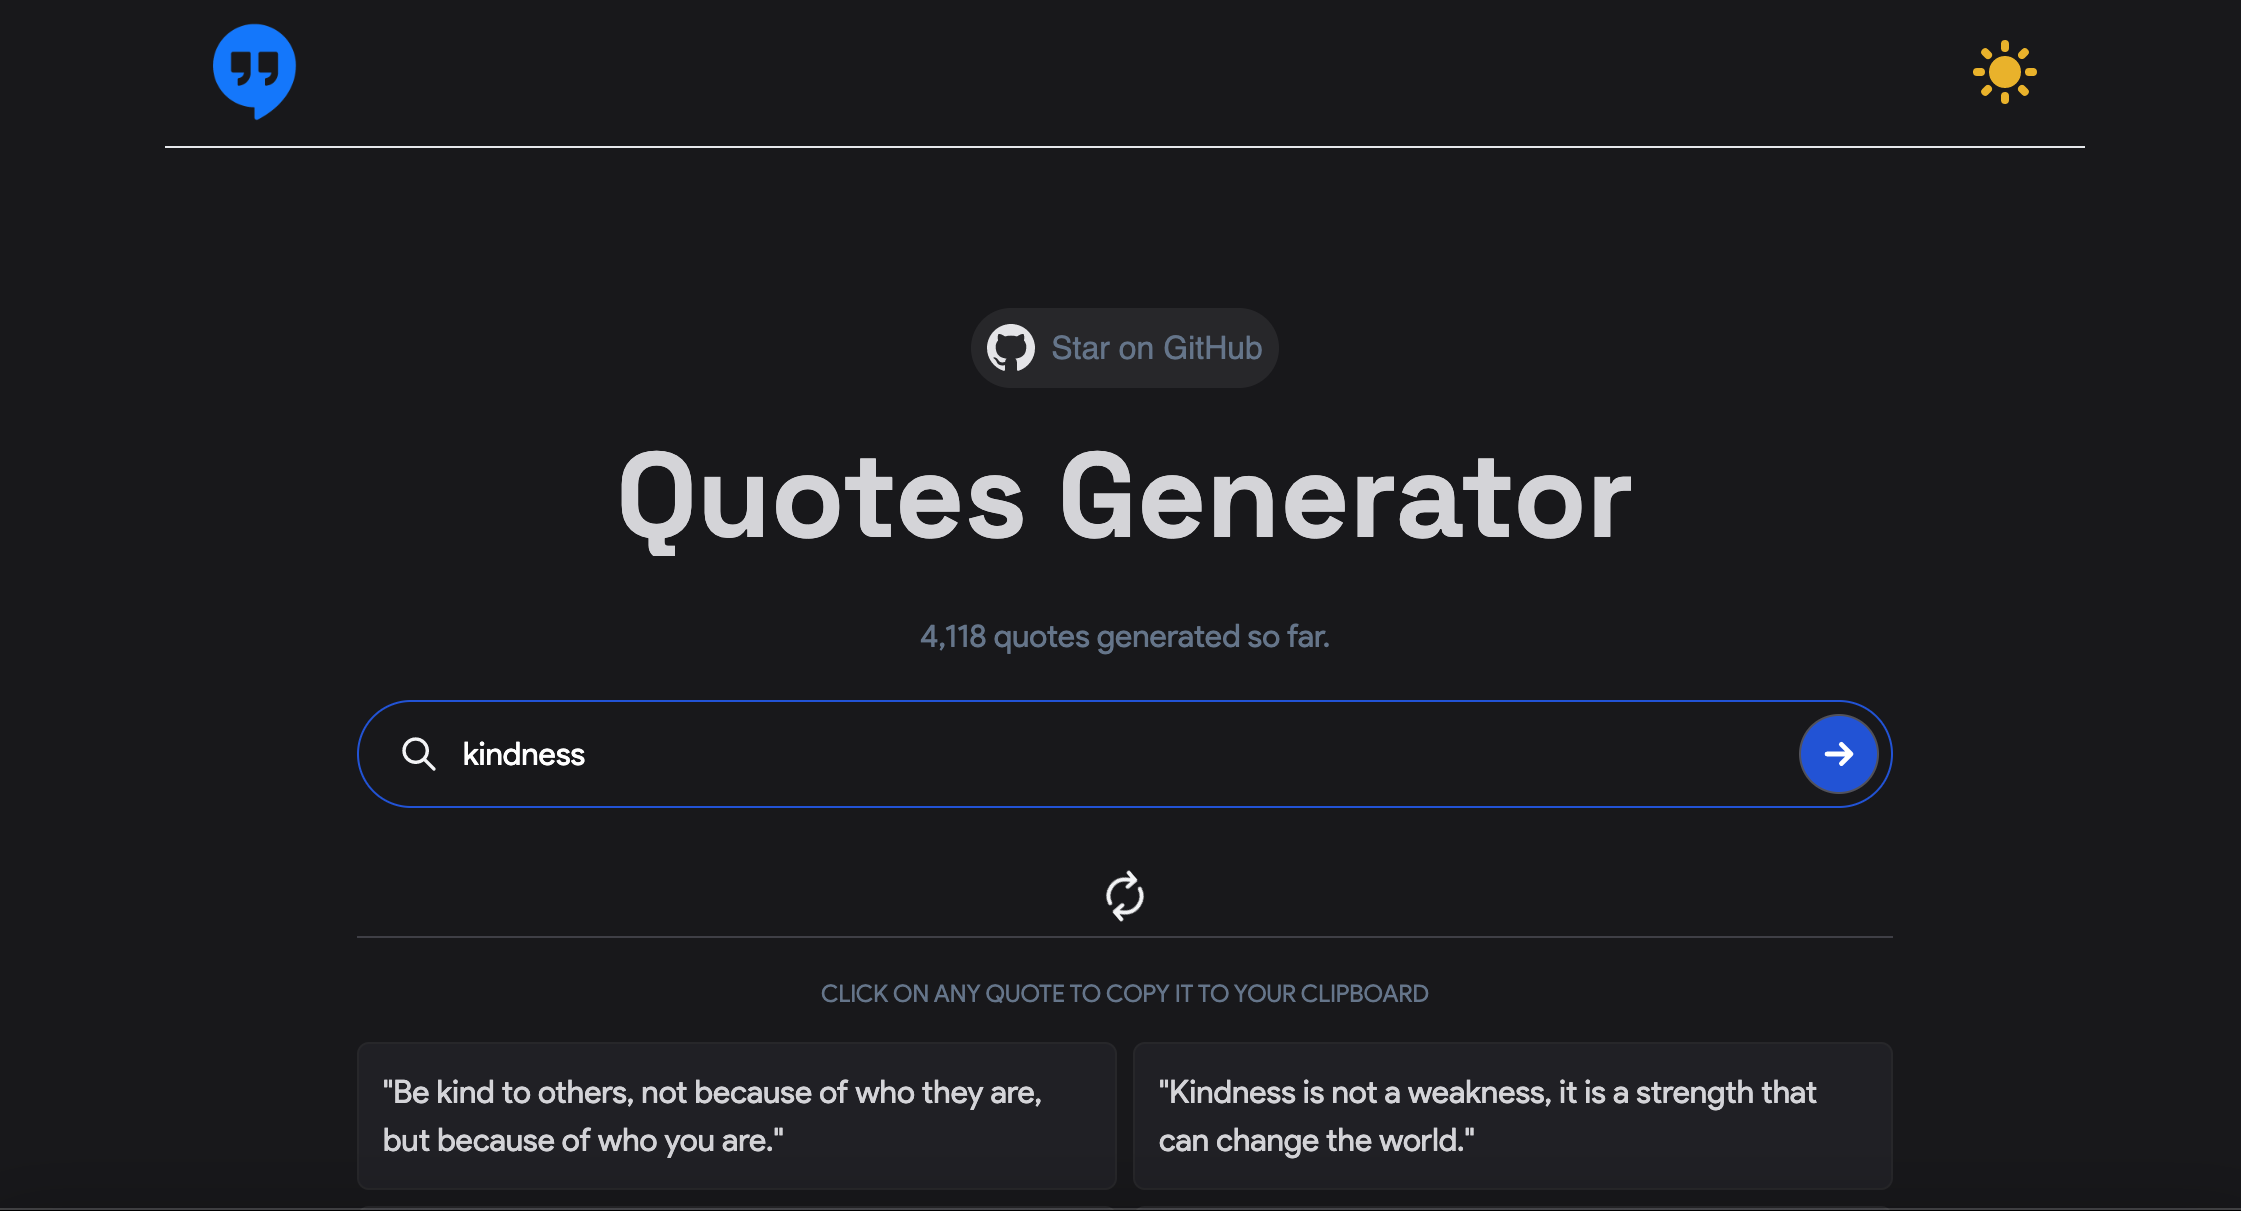 Star on GitHub
Quotes Generator
4,118 quotes generated so far.
kindness
CLICK ON ANY QUOTE TO COPY IT TO YOUR CLIPBOARD
"Be kind to others, not because of who they are,
but because of who you are."
"Kindness is not a weakness, it is a strength that
can change the world."